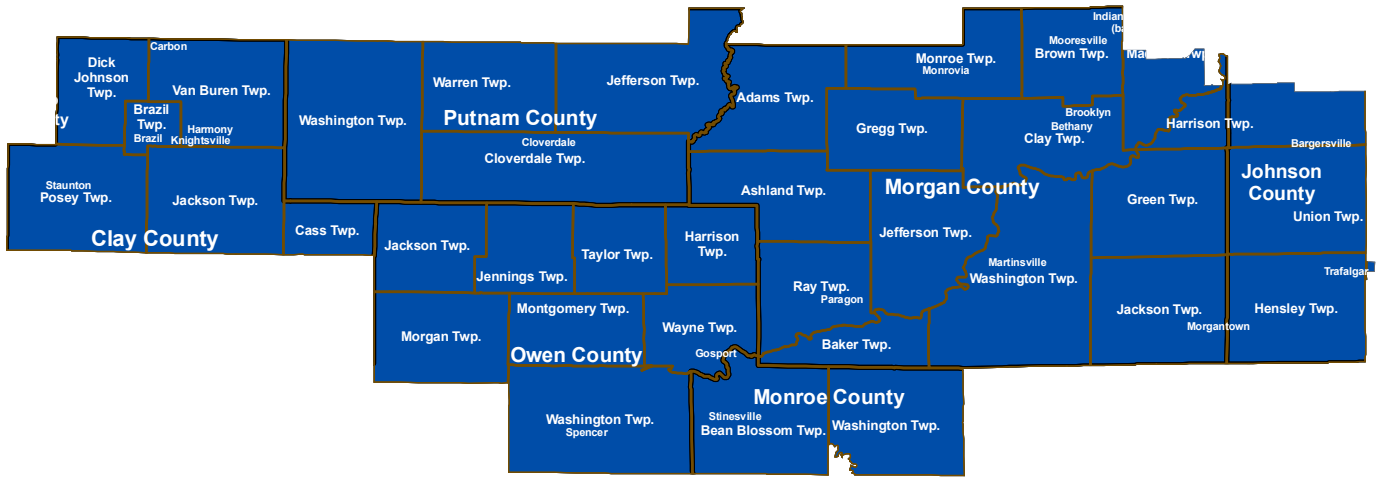 Carbon
Dick
Johnson
Twp.
Van Buren Twp.
Brazil
Twp.
Brazil
Harmony
Knightsville
ty
Staunton
Posey Twp.
Jackson Twp.
Clay County
Washington Twp.
Warren Twp.
Jefferson Twp.
Putnam County
Cloverdale
Cloverdale Twp.
Cass Twp.
Jackson Twp.
Jennings Twp.
Taylor Twp.
Harrison
Twp.
Morgan Twp.
Montgomery Twp.
Wayne Twp.
Gosport
Owen County
Washington Twp.
Spencer
Adams Twp.
Monroe Twp.
Monrovia
Mooresville
Brown Twp.
Gregg Twp.
Brooklyn
Bethany
Clay Twp.
Harrison Twp.
Ashland Twp.
Morgan County
Jefferson Twp.
Green Twp.
Martinsville
Washington Twp.
Ray Twp.
Paragon
Baker Twp.
Jackson Twp.
Morgantown
Bargersville
Johnson
County
Union Twp.
Trafalgar
Hensley Twp.
Monroe County
Stinesville
Bean Blossom Twp.
Washington Twp.